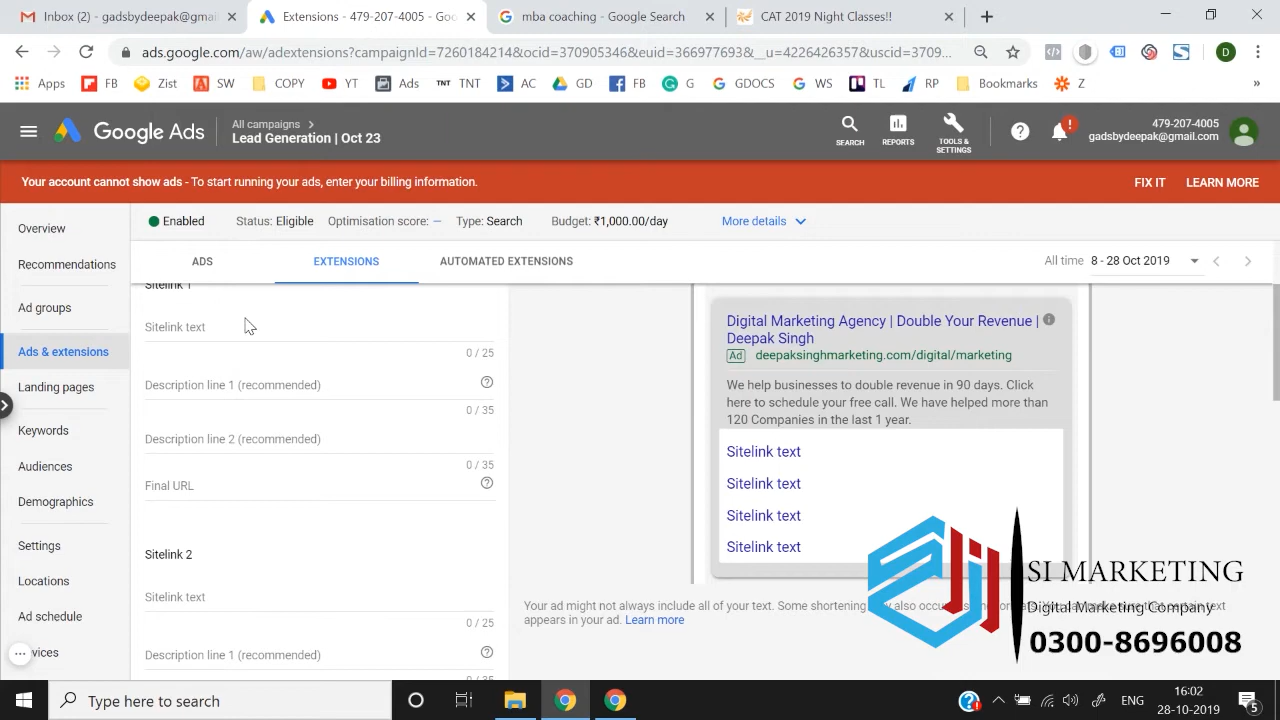 Inbox (2) - gadsbydeepak@gmai
Extensions - 479-207-4005 - Goo
mba coaching - Google Search
CAT 2019 Night Classes!!
ads.google.com/aw/adextensions?campaignId=7260184214&ocid=370905346&euid=366977693&__u=4226426357&uscid=3709...
D
Apps FB Zist SW COPY YT Ads TNT TNT AC GD FB G GDOCS WS TL RP Bookmarks Z »
Google Ads
All campaigns
Lead Generation | Oct 23
SEARCH
REPORTS
TOOLS &
SETTINGS
479-207-4005
gadsbydeepak@gmail.com
Your account cannot show ads - To start running your ads, enter your billing information.
FIX IT
LEARN MORE
Enabled Status: Eligible Optimisation score: – Type: Search Budget: ₹1,000.00/day More details
ADS
EXTENSIONS
AUTOMATED EXTENSIONS
All time 8 - 28 Oct 2019
Overview
Recommendations
Ad groups
Ads & extensions
Landing pages
Keywords
Audiences
Demographics
Settings
Locations
Ad schedule
vices
Sitelink 1
Sitelink text
0 / 25
Description line 1 (recommended)
0 / 35
Description line 2 (recommended)
0 / 35
Final URL
Sitelink 2
Sitelink text
0 / 25
Description line 1 (recommended)
0 / 35
Digital Marketing Agency | Double Your Revenue |
Deepak Singh
Ad deepaksinghmarketing.com/digital/marketing
We help businesses to double revenue in 90 days. Click
here to schedule your free call. We have helped more than
120 Companies in the last 1 year.
Sitelink text
Sitelink text
Sitelink text
Sitelink text
Your ad might not always include all of your text. Some shortening may also occur
text
appears in your ad. Learn more
SI MARKETING
Digital Marketing Company
0300-8696008
Type here to search
ENG
16:02
28-10-2019
5